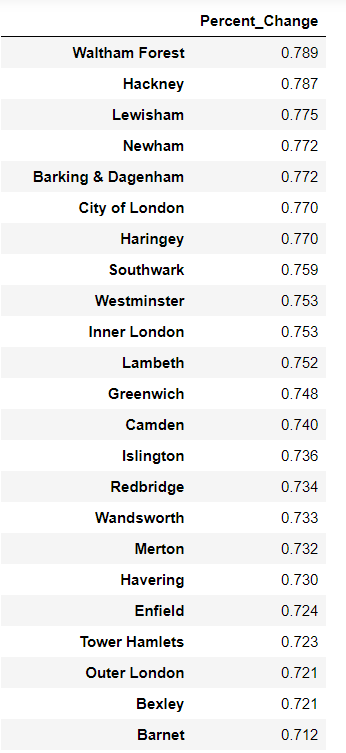 Percent_Change
Waltham Forest 0.789
Hackney 0.787
Lewisham 0.775
Newham 0.772
Barking & Dagenham 0.772
City of London 0.770
Haringey 0.770
Southwark 0.759
Westminster 0.753
Inner London 0.753
Lambeth 0.752
Greenwich 0.748
Camden 0.740
Islington 0.736
Redbridge 0.734
Wandsworth 0.733
Merton 0.732
Havering 0.730
Enfield 0.724
Tower Hamlets 0.723
Outer London 0.721
Bexley 0.721
Barnet 0.712